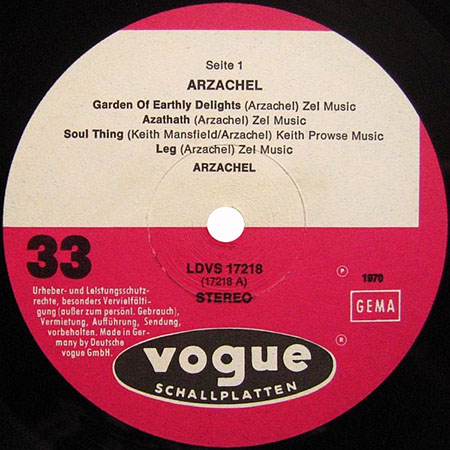 Seite 1
ARZACHEL
Garden Of Earthly Delights (Arzachel) Zel Music
Azathath (Arzachel) Zel Music
Soul Thing (Keith Mansfield/Arzachel) Keith Prowse Music
Leg (Arzachel) Zel Music
ARZACHEL
33
LDVS 17218
(17218 A)
STEREO
P
1970
GEMA
Urheber- und Leistungsschutz-
rechte, besonders Vervielfälti-
gung (außer zum persönl. Gebrauch),
Vermietung, Aufführung, Sendung,
vorbehalten. Made in Ger-
many by Deutsche
vogue GmbH.
R
vogue
SCHALLPLATTEN